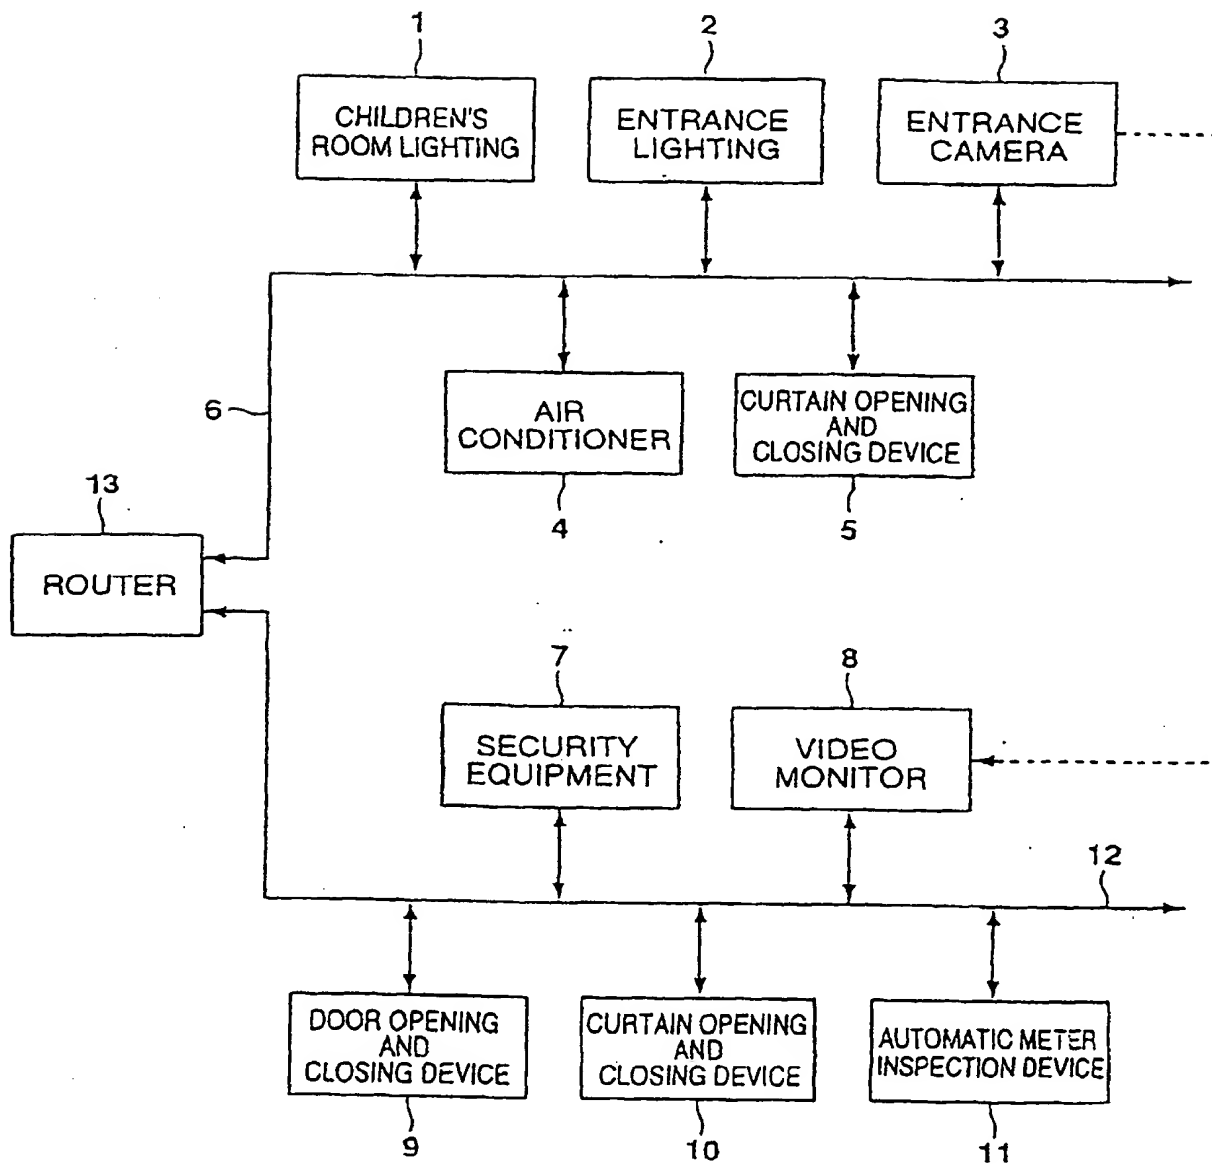 1
2
3
CHILDREN'S
ROOM LIGHTING
ENTRANCE
LIGHTING
ENTRANCE
CAMERA
6
AIR
CONDITIONER
CURTAIN OPENING
AND
CLOSING DEVICE
4
5
13
ROUTER
7
8
SECURITY
EQUIPMENT
VIDEO
MONITOR
12
DOOR OPENING
AND
CLOSING DEVICE
CURTAIN OPENING
AND
CLOSING DEVICE
AUTOMATIC METER
INSPECTION DEVICE
9
10
11